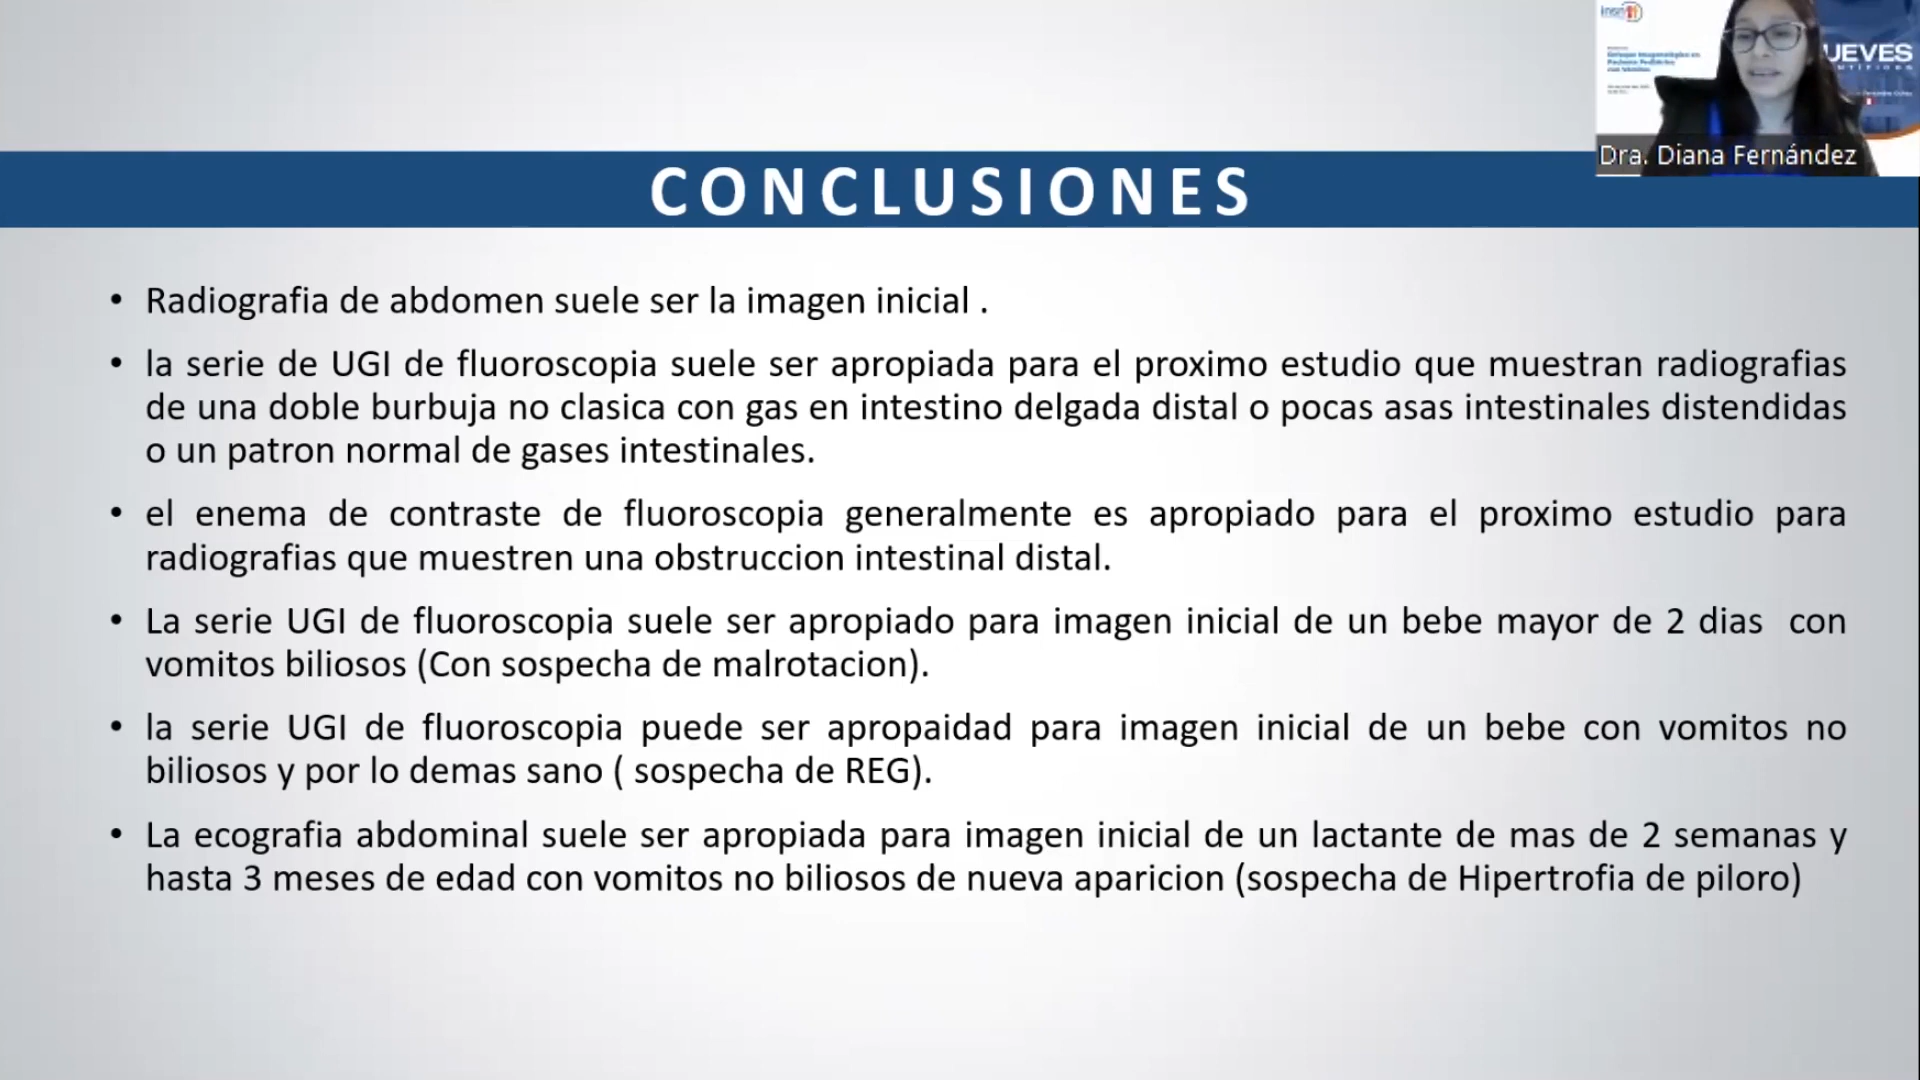 insn
UEVES
Dra. Diana Fernández
CONCLUSIONES
• Radiografia de abdomen suele ser la imagen inicial .
• la serie de UGI de fluoroscopia suele ser apropiada para el proximo estudio que muestran radiografias
de una doble burbuja no clasica con gas en intestino delgada distal o pocas asas intestinales distendidas
o un patron normal de gases intestinales.
• el enema de contraste de fluoroscopia generalmente es apropiado para el proximo estudio para
radiografias que muestren una obstruccion intestinal distal.
• La serie UGI de fluoroscopia suele ser apropiado para imagen inicial de un bebe mayor de 2 dias con
vomitos biliosos (Con sospecha de malrotacion).
• la serie UGI de fluoroscopia puede ser apropaidad para imagen inicial de un bebe con vomitos no
biliosos y por lo demas sano ( sospecha de REG).
• La ecografia abdominal suele ser apropiada para imagen inicial de un lactante de mas de 2 semanas y
hasta 3 meses de edad con vomitos no biliosos de nueva aparicion (sospecha de Hipertrofia de piloro)